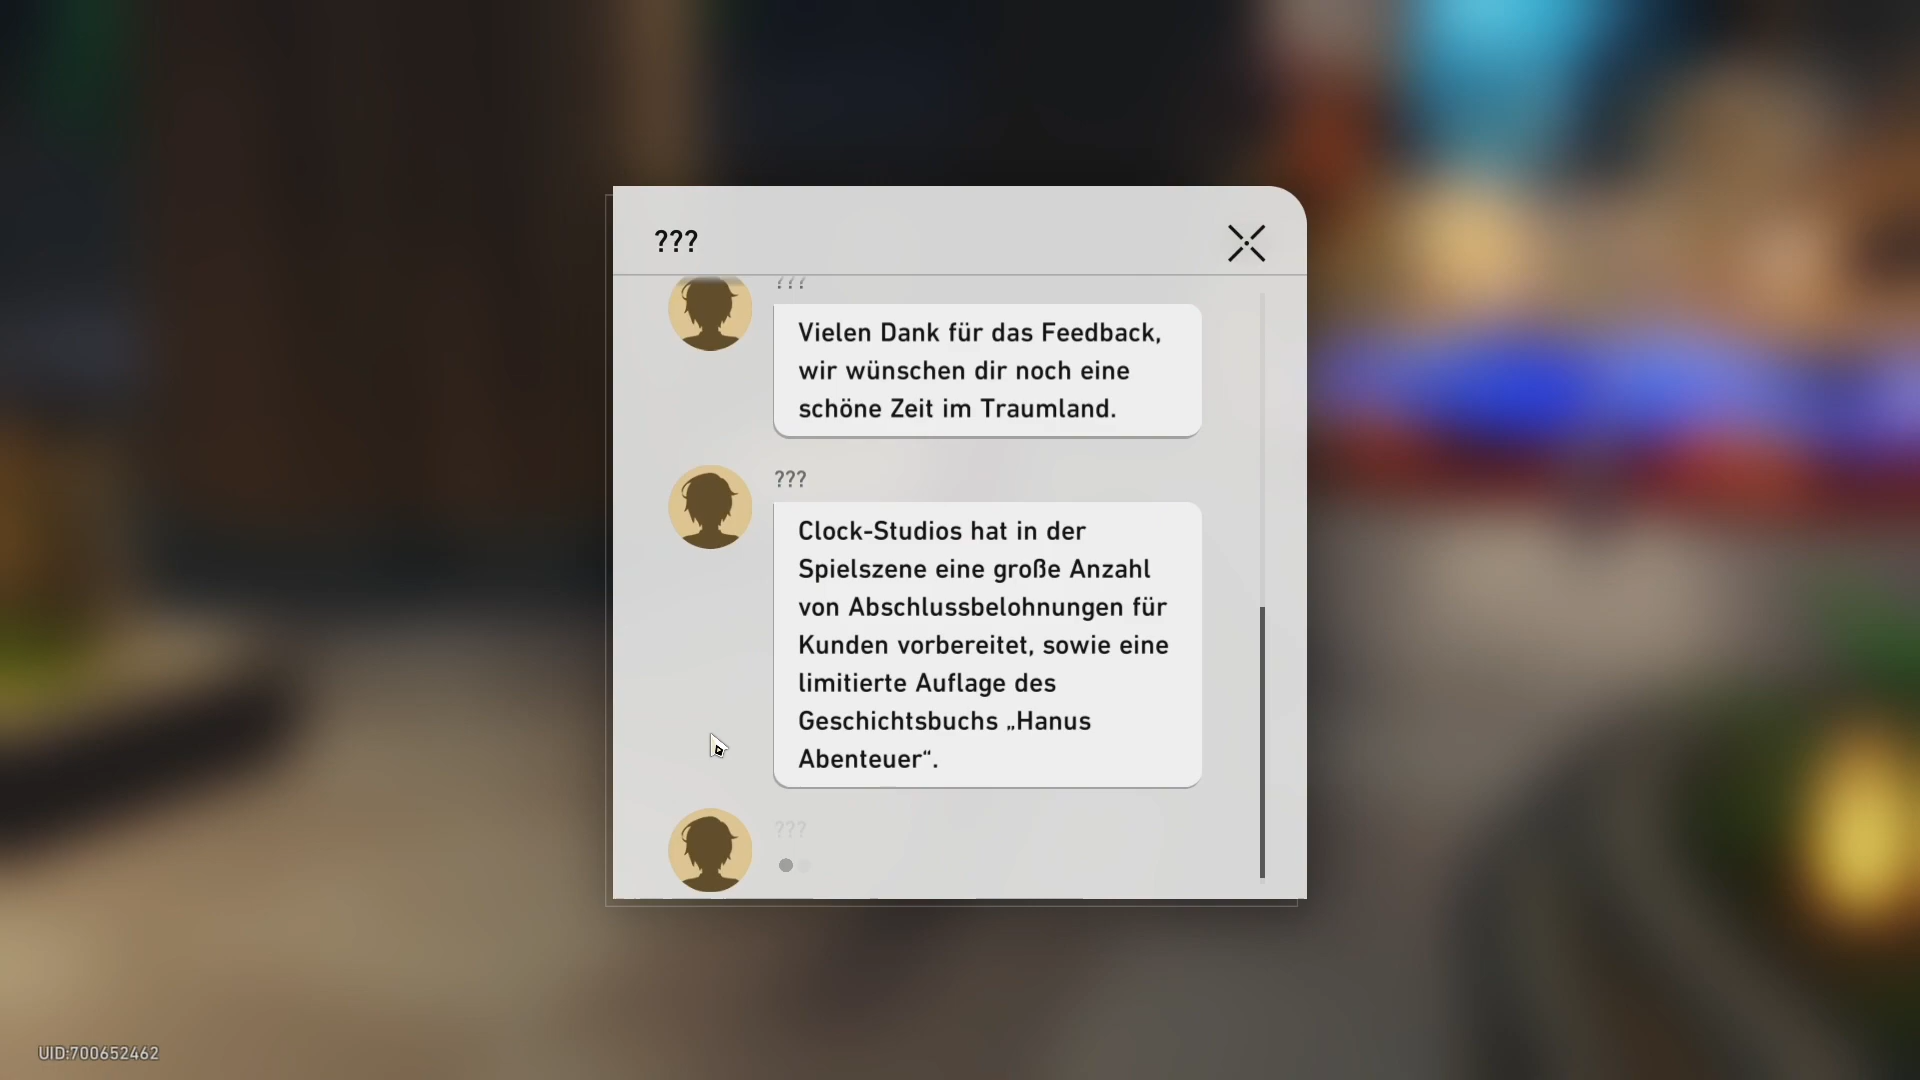 ???
???
Vielen Dank für das Feedback,
wir wünschen dir noch eine
schöne Zeit im Traumland.
???
Clock-Studios hat in der
Spielszene eine große Anzahl
von Abschlussbelohnungen für
Kunden vorbereitet, sowie eine
limitierte Auflage des
Geschichtsbuchs „Hanus
Abenteuer“.
???
UID:700652462